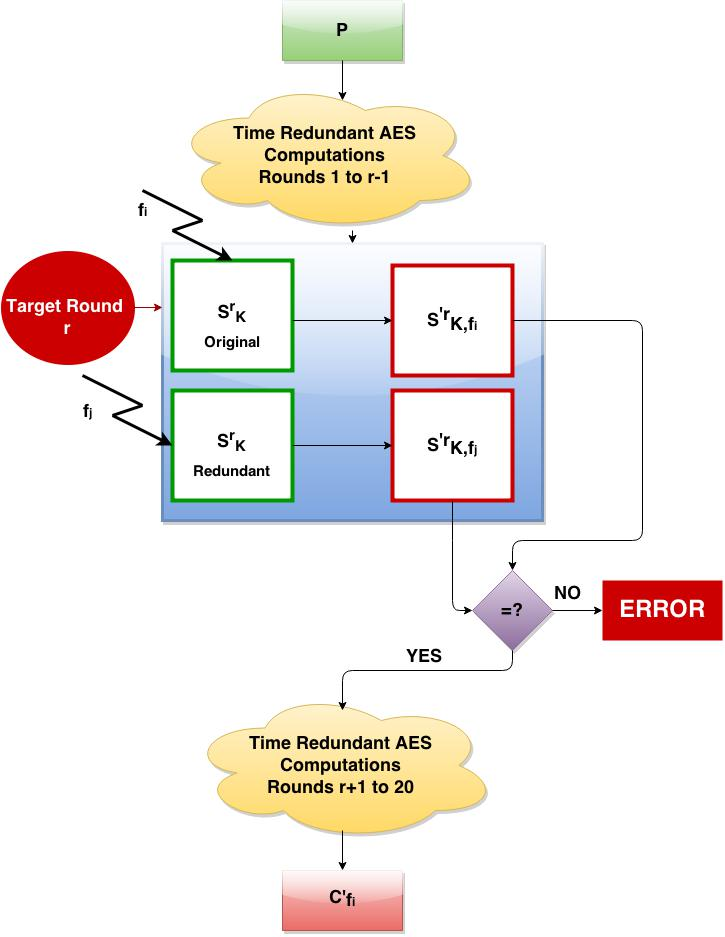 P
Time Redundant AES
Computations
Rounds 1 to r-1
fi
Target Round
r
SrK
Original
S'rK,fi
fj
SrK
Redundant
S'rK,fj
=?
NO
ERROR
YES
Time Redundant AES
Computations
Rounds r+1 to 20
C'fi